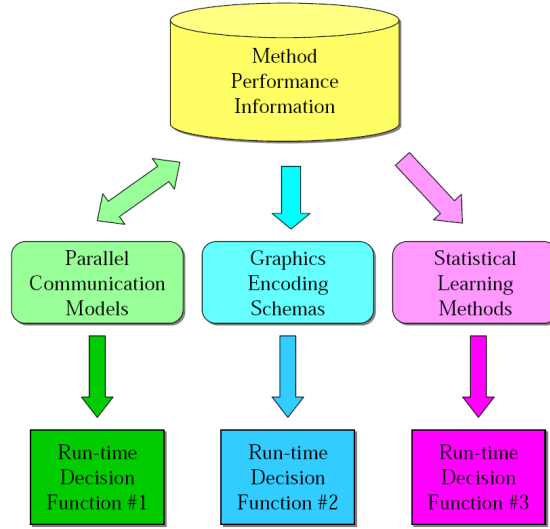 Method
Performance
Information
Parallel
Communication
Models
Graphics
Encoding
Schemas
Statistical
Learning
Methods
Run-time
Decision
Function #1
Run-time
Decision
Function #2
Run-time
Decision
Function #3